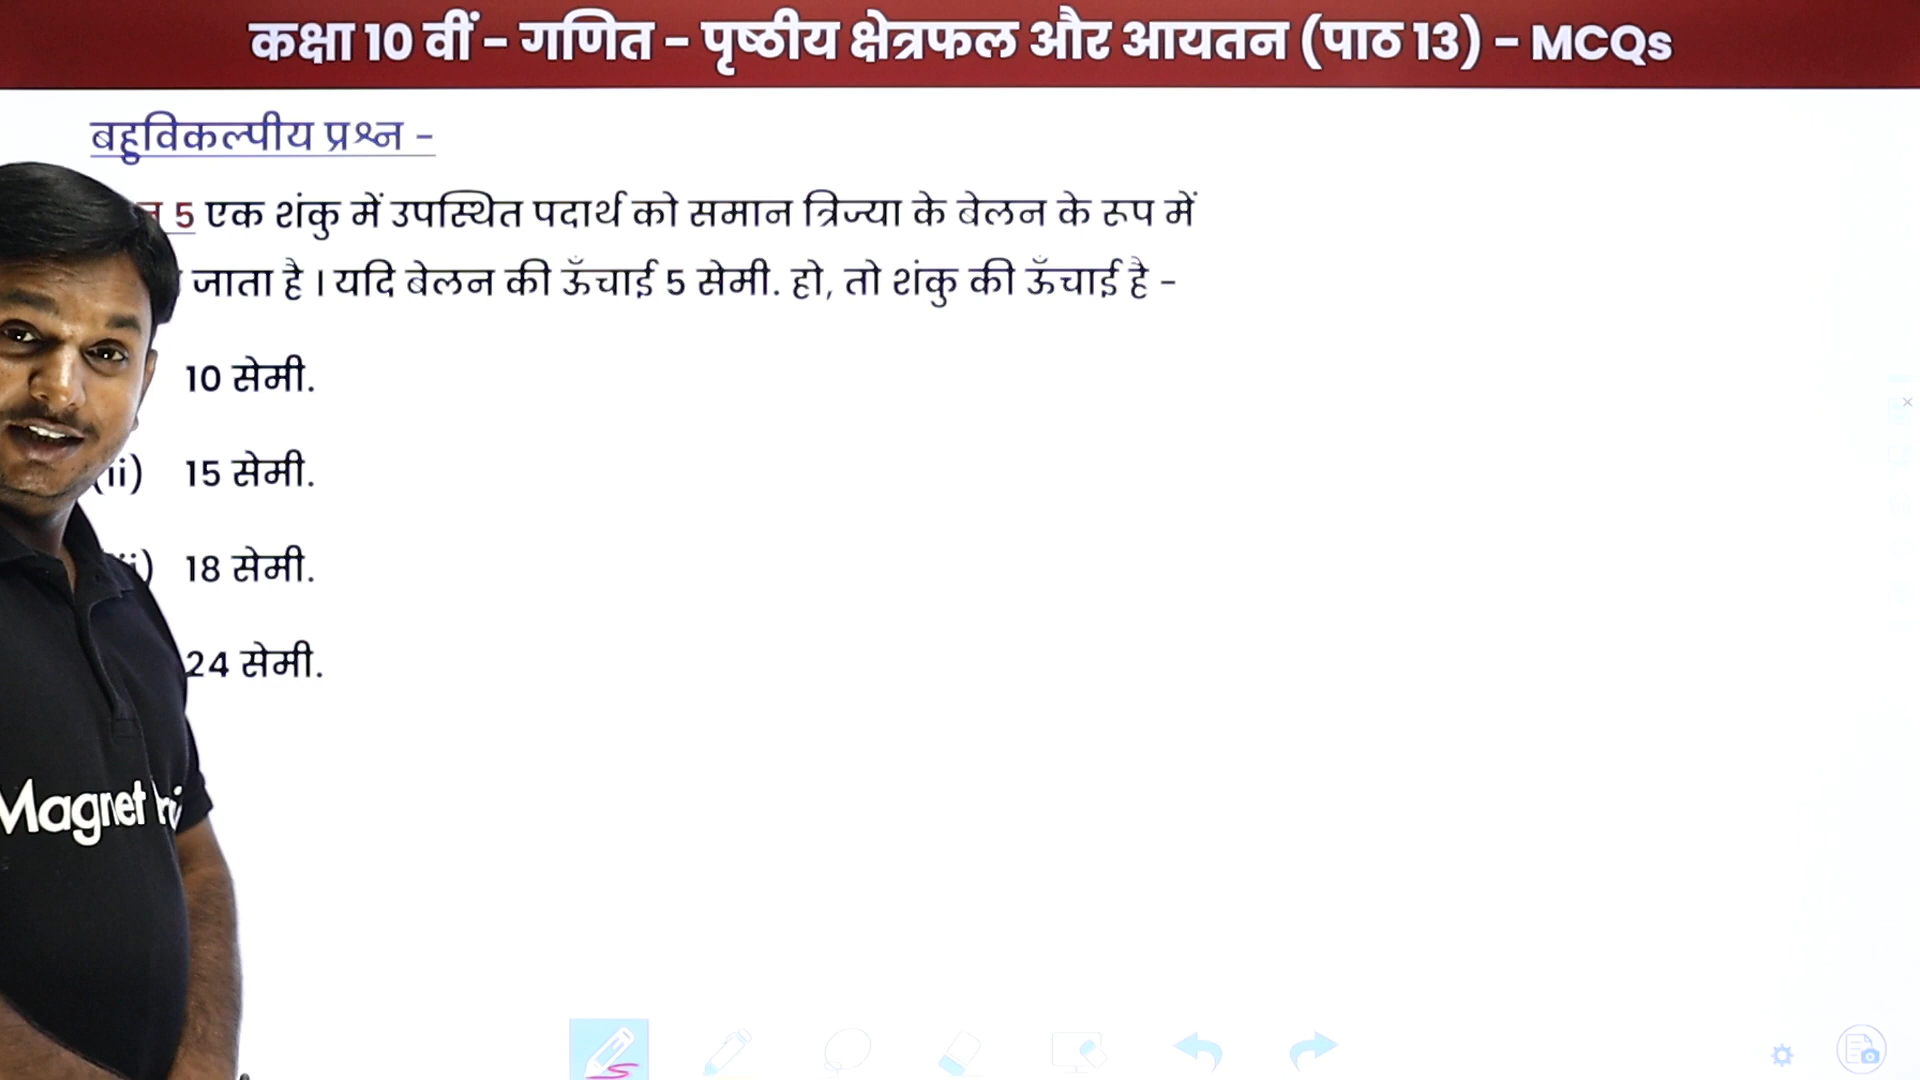 कक्षा 10 वीं – गणित – पृष्ठीय क्षेत्रफल और आयतन (पाठ 13) – MCQs
बहुविकल्पीय प्रश्न –
5 एक शंकु में उपस्थित पदार्थ को समान त्रिज्या के बेलन के रूप में
जाता है । यदि बेलन की ऊँचाई 5 सेमी. हो, तो शंकु की ऊँचाई है –
10 सेमी.
(ii) 15 सेमी.
18 सेमी.
24 सेमी.
Magnet